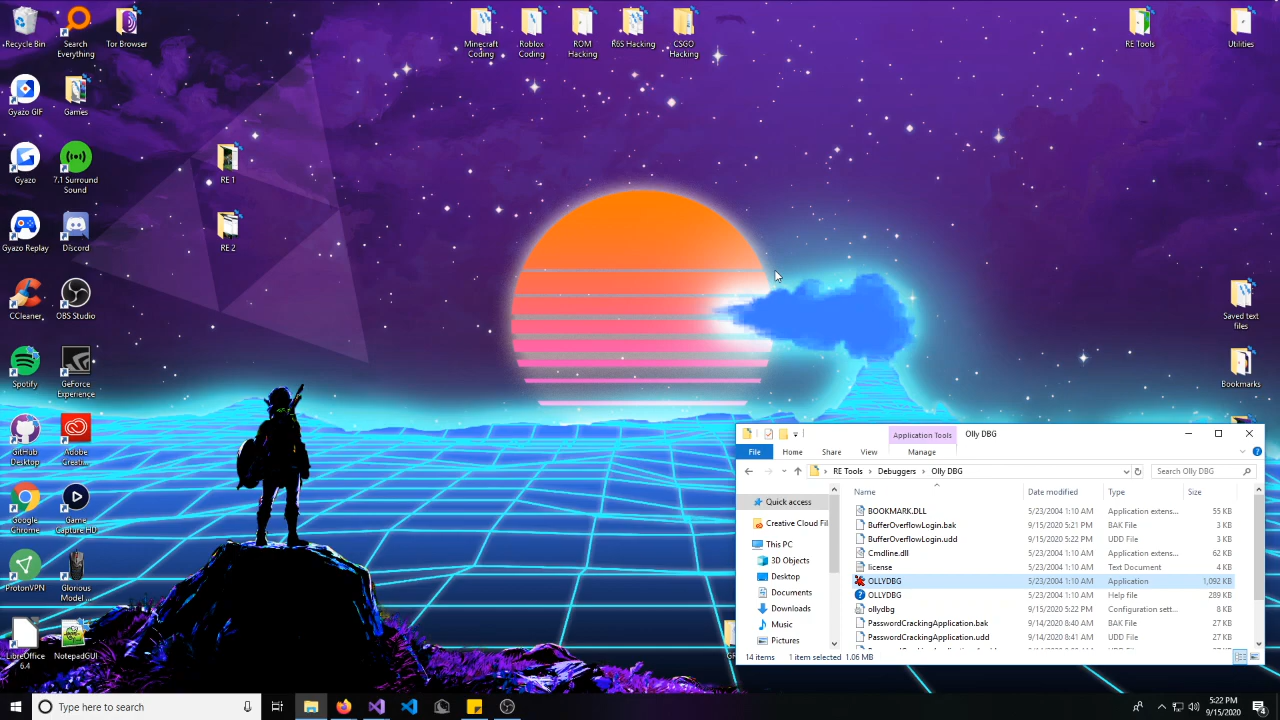 Recycle Bin
Search
Everything
Tor Browser
Minecraft
Coding
Roblox
Coding
ROM
Hacking
R6S Hacking
CSGO
Hacking
RE Tools
Utilities
Gyazo GIF
Games
Gyazo
7.1 Surround
Sound
RE 1
Gyazo Replay
Discord
RE 2
CCleaner
OBS Studio
Saved text
files
Spotify
GeForce
Experience
Bookmarks
GitHub
Desktop
Adobe
Creative...
Google
Chrome
Game
Capture HD
ProtonVPN
Glorious
Model ...
LibreOffice
6.4
NotepadGUI
Application Tools
Olly DBG
File
Home
Share
View
Manage
RE Tools
Debuggers
Olly DBG
Search Olly DBG
Quick access
Creative Cloud Fil
This PC
3D Objects
Desktop
Documents
Downloads
Music
Pictures
Name Date modified Type Size
BOOKMARK.DLL 5/23/2004 1:10 AM Application extens... 55 KB
BufferOverflowLogin.bak 9/15/2020 5:21 PM BAK File 3 KB
BufferOverflowLogin.udd 9/15/2020 5:22 PM UDD File 3 KB
Cmdline.dll 5/23/2004 1:10 AM Application extens... 62 KB
license 5/23/2004 1:10 AM Text Document 4 KB
OLLYDBG 5/23/2004 1:10 AM Application 1,092 KB
OLLYDBG 5/23/2004 1:10 AM Help file 289 KB
ollydbg 9/15/2020 5:22 PM Configuration sett... 8 KB
PasswordCrackingApplication.bak 9/14/2020 8:40 AM BAK File 27 KB
PasswordCrackingApplication.udd 9/14/2020 8:41 AM UDD File 27 KB
14 items 1 item selected 1.06 MB
Type here to search
5:22 PM
9/15/2020
4